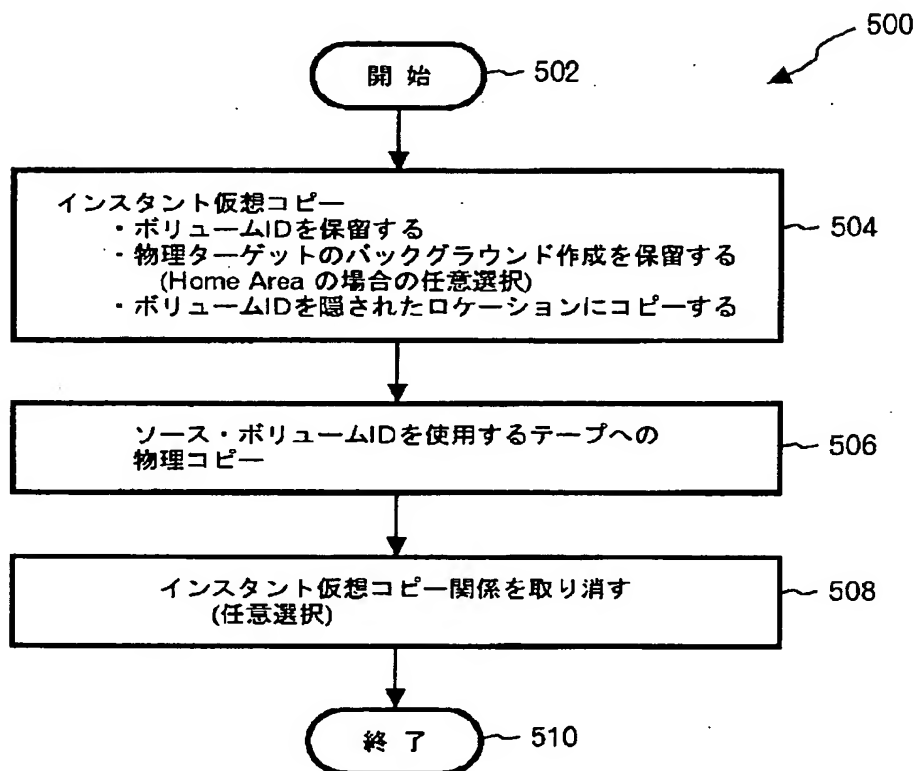 500
開始
502
インスタント仮想コピー
・ボリュームIDを保留する
・物理ターゲットのバックグラウンド作成を保留する
(Home Area の場合の任意選択)
・ボリュームIDを隠されたロケーションにコピーする
504
ソース・ボリュームIDを使用するテープへの
物理コピー
506
インスタント仮想コピー関係を取り消す
(任意選択)
508
終了
510